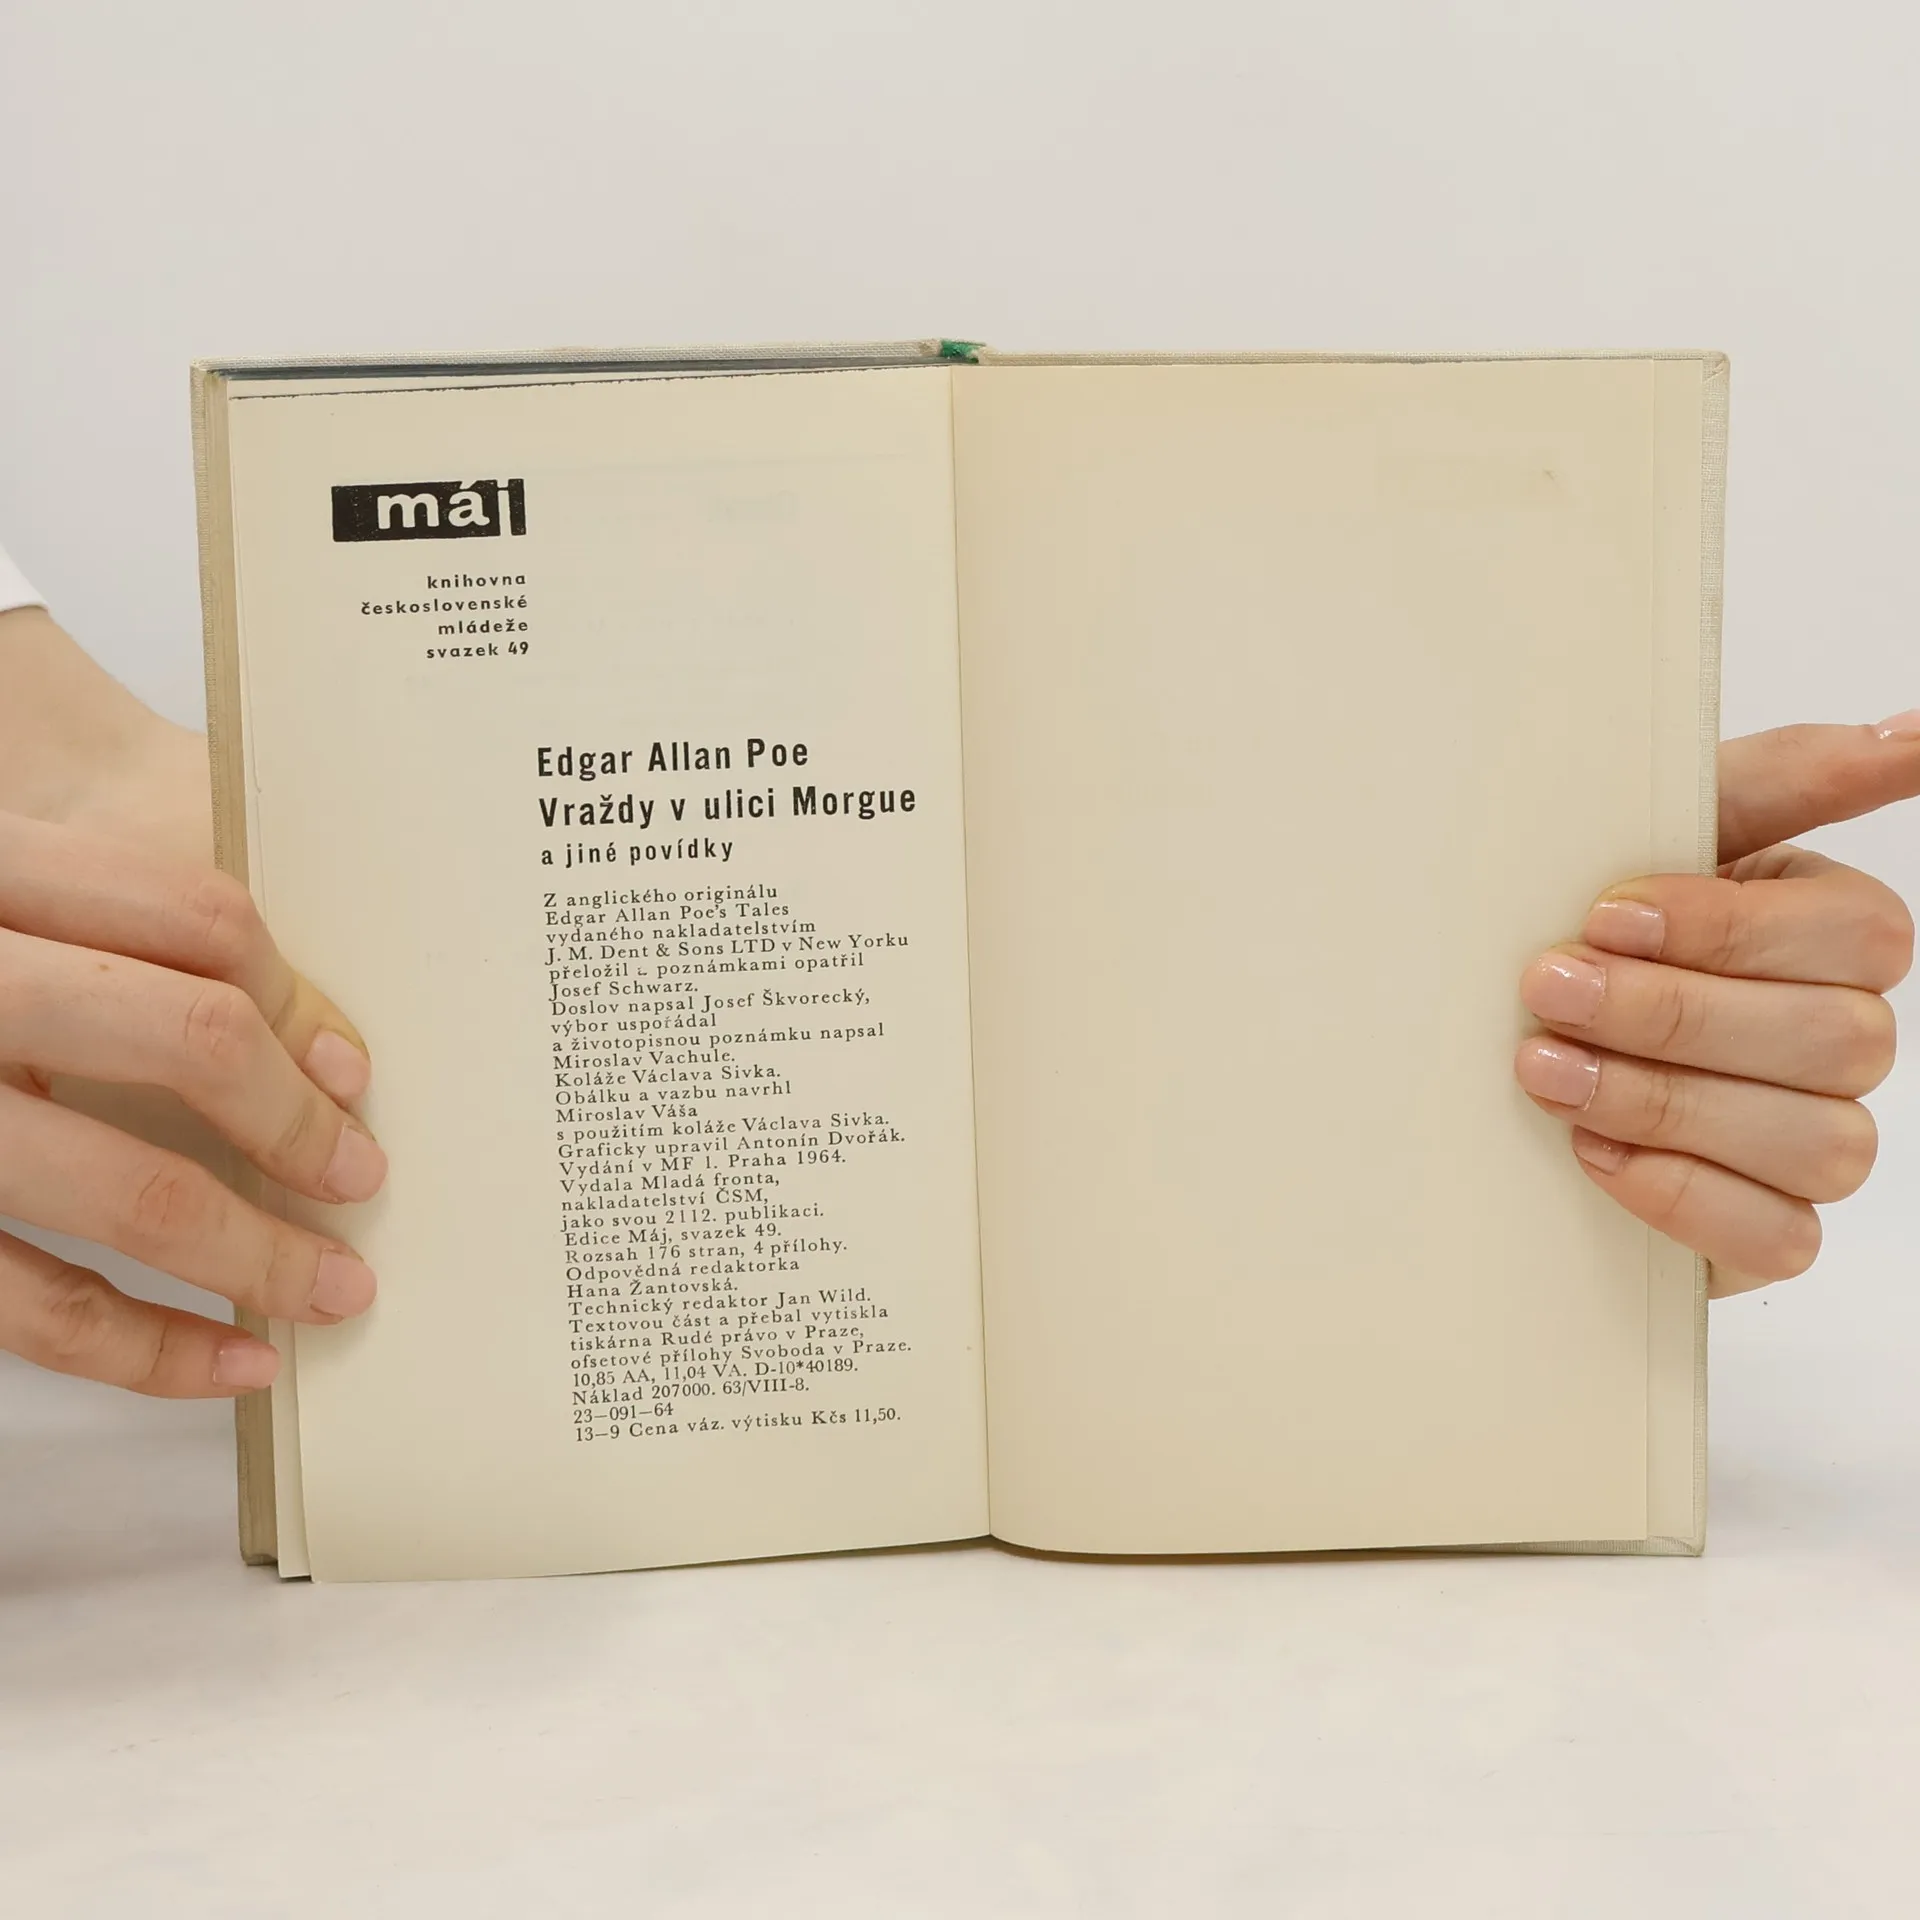 máj
knihovna
československé
mládeže
svazek 49
Edgar Allan Poe
Vraždy v ulici Morgue
a jiné povídky
Z anglického originálu
Edgar Allan Poe's Tales
vydaného nakladatelstvím
J. M. Dent & Sons LTD v New Yorku
přeložil a poznámkami opatřil
Josef Schwarz.
Doslov napsal Josef Škvorecký,
výbor uspořádal
a životopisnou poznámku napsal
Miroslav Vachule.
Koláže Václava Sivka.
Obálku a vazbu navrhl
Miroslav Váša
s použitím koláže Václava Sivka.
Graficky upravil Antonín Dvořák.
Vydání v MF 1. Praha 1964.
Vydala Mladá fronta,
nakladatelství ČSM,
jako svou 2112. publikaci.
Edice Máj, svazek 49.
Rozsah 176 stran, 4 přílohy.
Odpovědná redaktorka
Hana Žantovská.
Technický redaktor Jan Wild.
Textovou část a přebal vytiskla
tiskárna Rudé právo v Praze,
ofsetové přílohy Svoboda v Praze.
10,85 AA, 11,04 VA. D-10*40189.
Náklad 207000. 63/VIII-8.
23—091—64
13—9 Cena váz. výtisku Kčs 11,50.